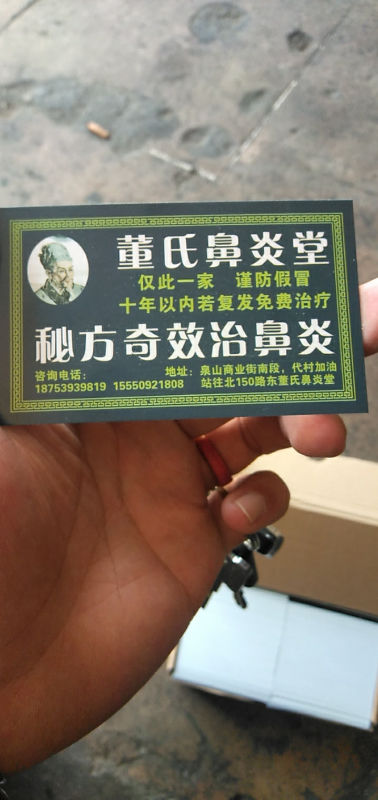 董氏鼻炎堂
仅此一家 谨防假冒
十年以内若复发免费治疗
秘方奇效治鼻炎
咨询电话：
18753939819 15550921808
地址：泉山商业街南段，代村加油
站往北150路东董氏鼻炎堂